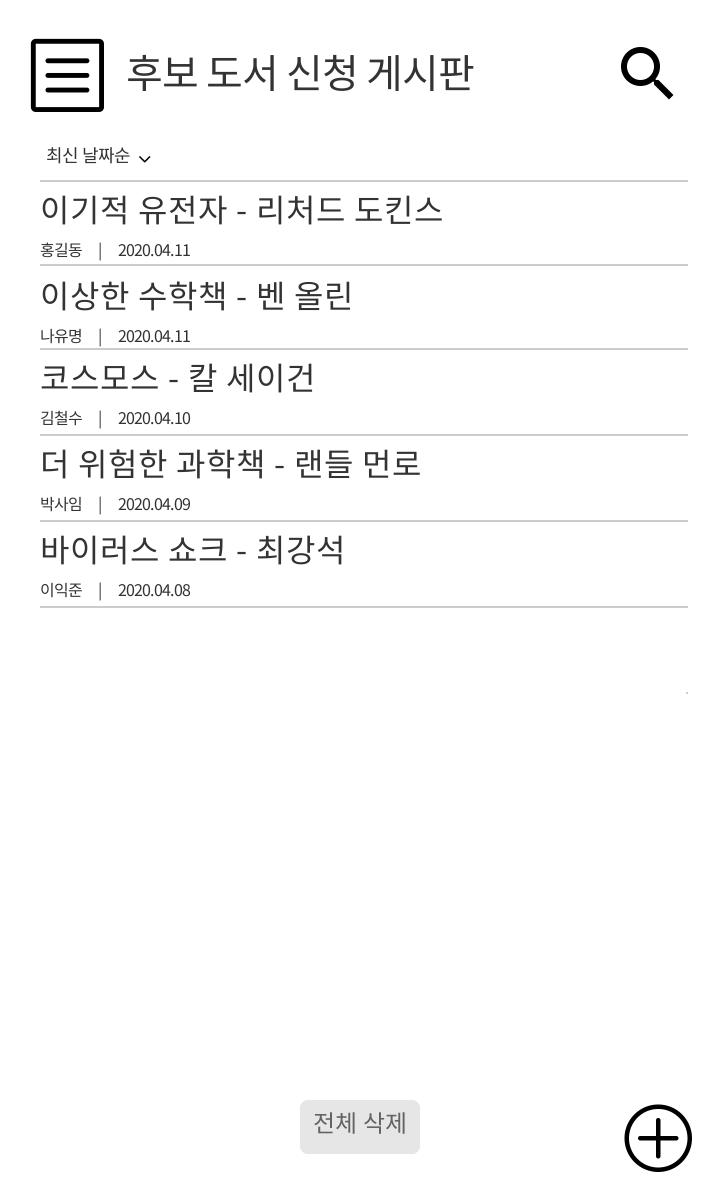 후보 도서 신청 게시판
최신 날짜순
이기적 유전자 - 리처드 도킨스
홍길동 | 2020.04.11
이상한 수학책 - 벤 올린
나유명 | 2020.04.11
코스모스 - 칼 세이건
김철수 | 2020.04.10
더 위험한 과학책 - 랜들 먼로
박사임 | 2020.04.09
바이러스 쇼크 - 최강석
이익준 | 2020.04.08
전체 삭제